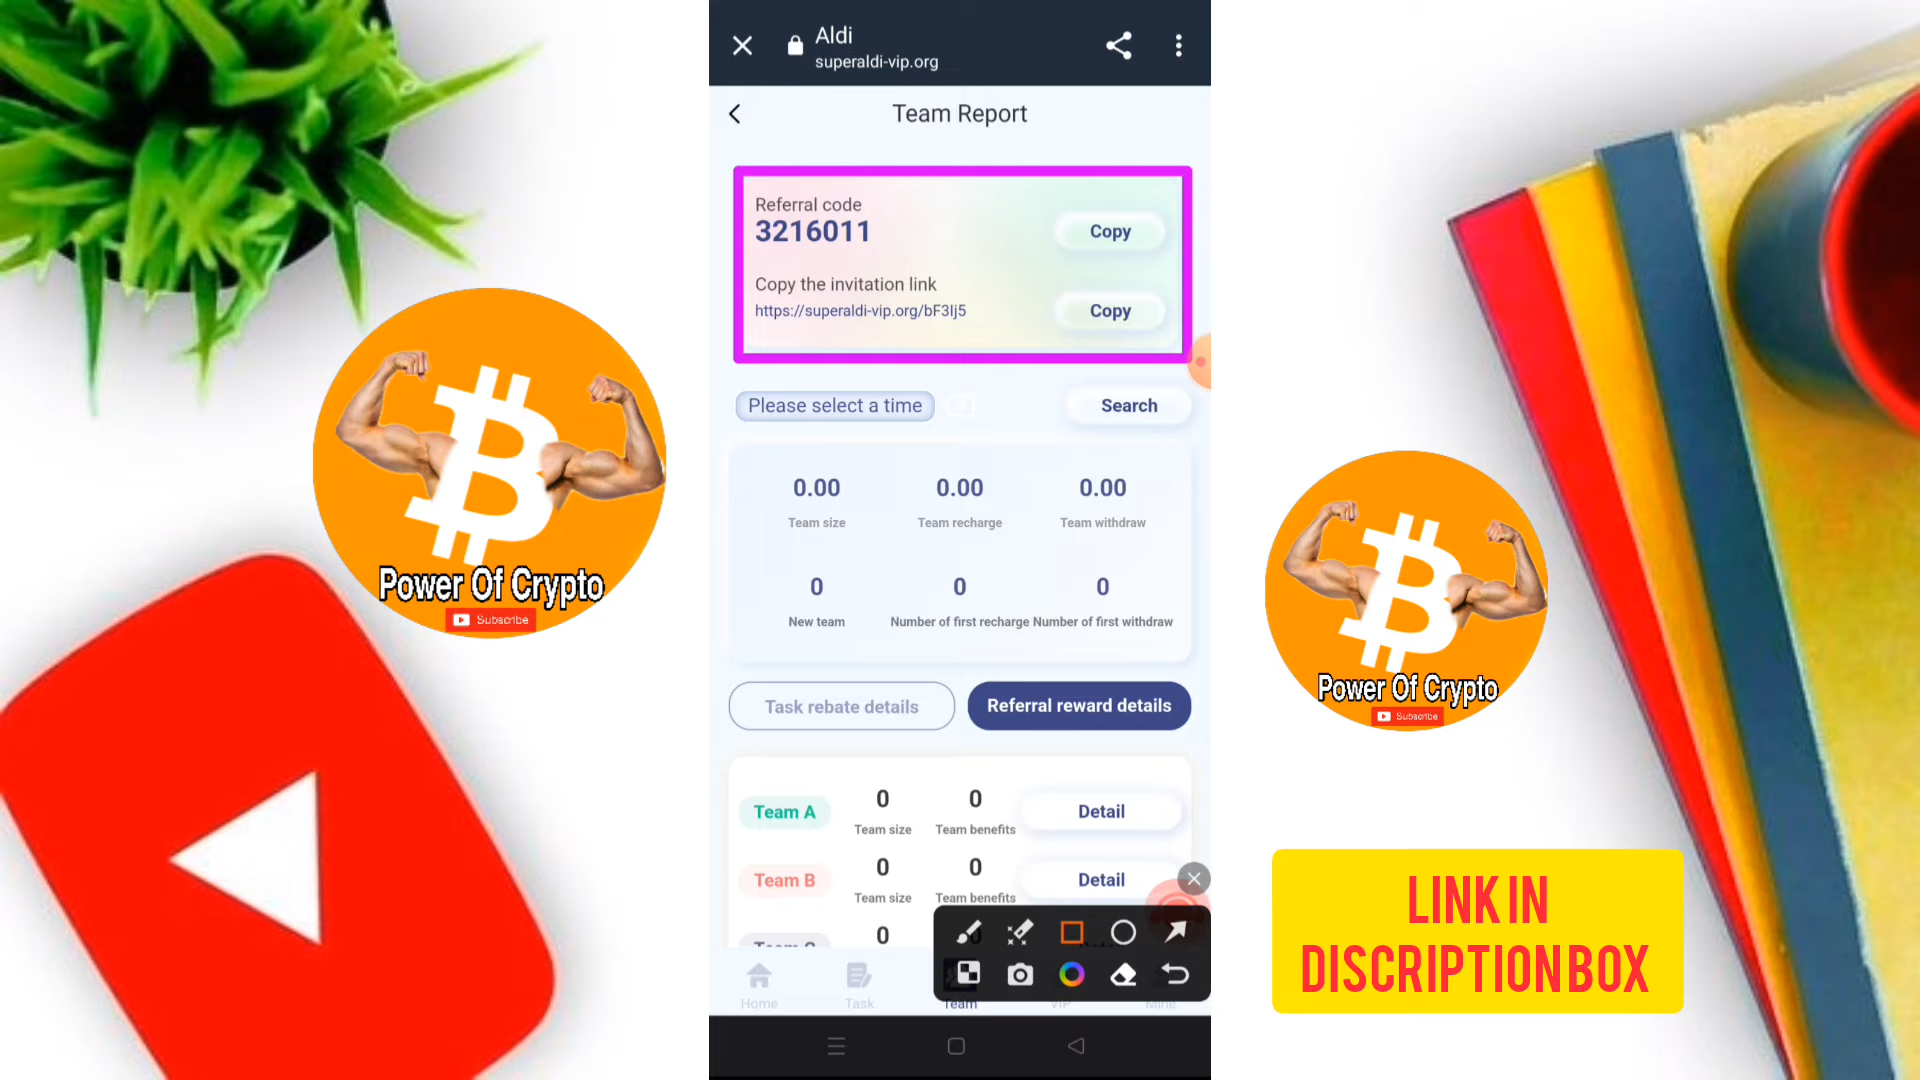 Aldi
superaldi-vip.org
Team Report
Referral code
3216011
Copy
Copy the invitation link
https://superaldi-vip.org/bF3Ij5
Copy
Please select a time
Search
0.00 0.00 0.00
Team size Team recharge Team withdraw
0 0 0
New team Number of first recharge Number of first withdraw
Task rebate details Referral reward details
Team A 0 0 Detail
Team size Team benefits
Team B 0 0 Detail
Team size Team benefits
0
Home Task Team VIP Mine
Power Of Crypto
Subscribe
Power Of Crypto
Subscribe
LINK IN
DISCRIPTION BOX